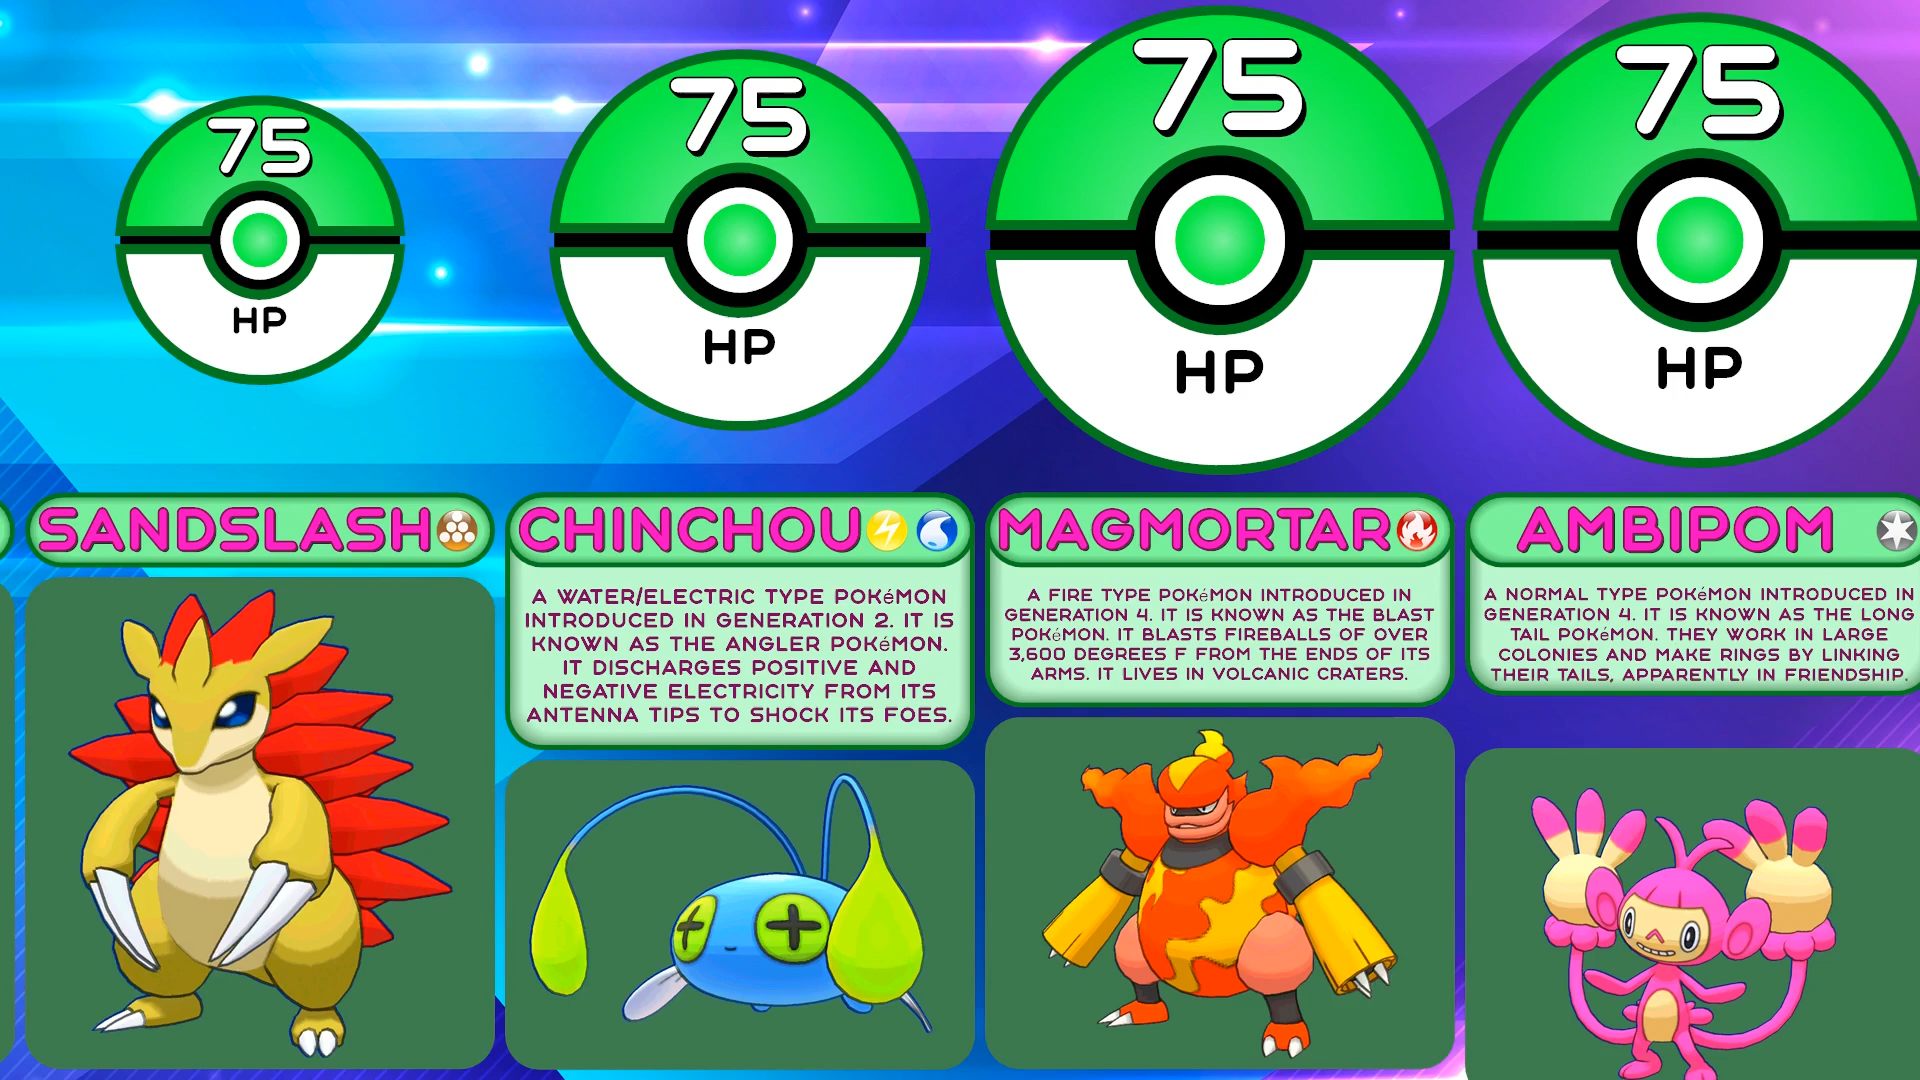 75
HP
75
HP
75
HP
75
HP
SANDSLASH
CHINCHOU
A WATER/ELECTRIC TYPE POKéMON
INTRODUCED IN GENERATION 2. IT IS
KNOWN AS THE ANGLER POKéMON.
IT DISCHARGES POSITIVE AND
NEGATIVE ELECTRICITY FROM ITS
ANTENNA TIPS TO SHOCK ITS FOES.
MAGMORTAR
A FIRE TYPE POKéMON INTRODUCED IN
GENERATION 4. IT IS KNOWN AS THE BLAST
POKéMON. IT BLASTS FIREBALLS OF OVER
3,600 DEGREES F FROM THE ENDS OF ITS
ARMS. IT LIVES IN VOLCANIC CRATERS.
AMBIPOM
A NORMAL TYPE POKéMON INTRODUCED IN
GENERATION 4. IT IS KNOWN AS THE LONG
TAIL POKéMON. THEY WORK IN LARGE
COLONIES AND MAKE RINGS BY LINKING
THEIR TAILS, APPARENTLY IN FRIENDSHIP.